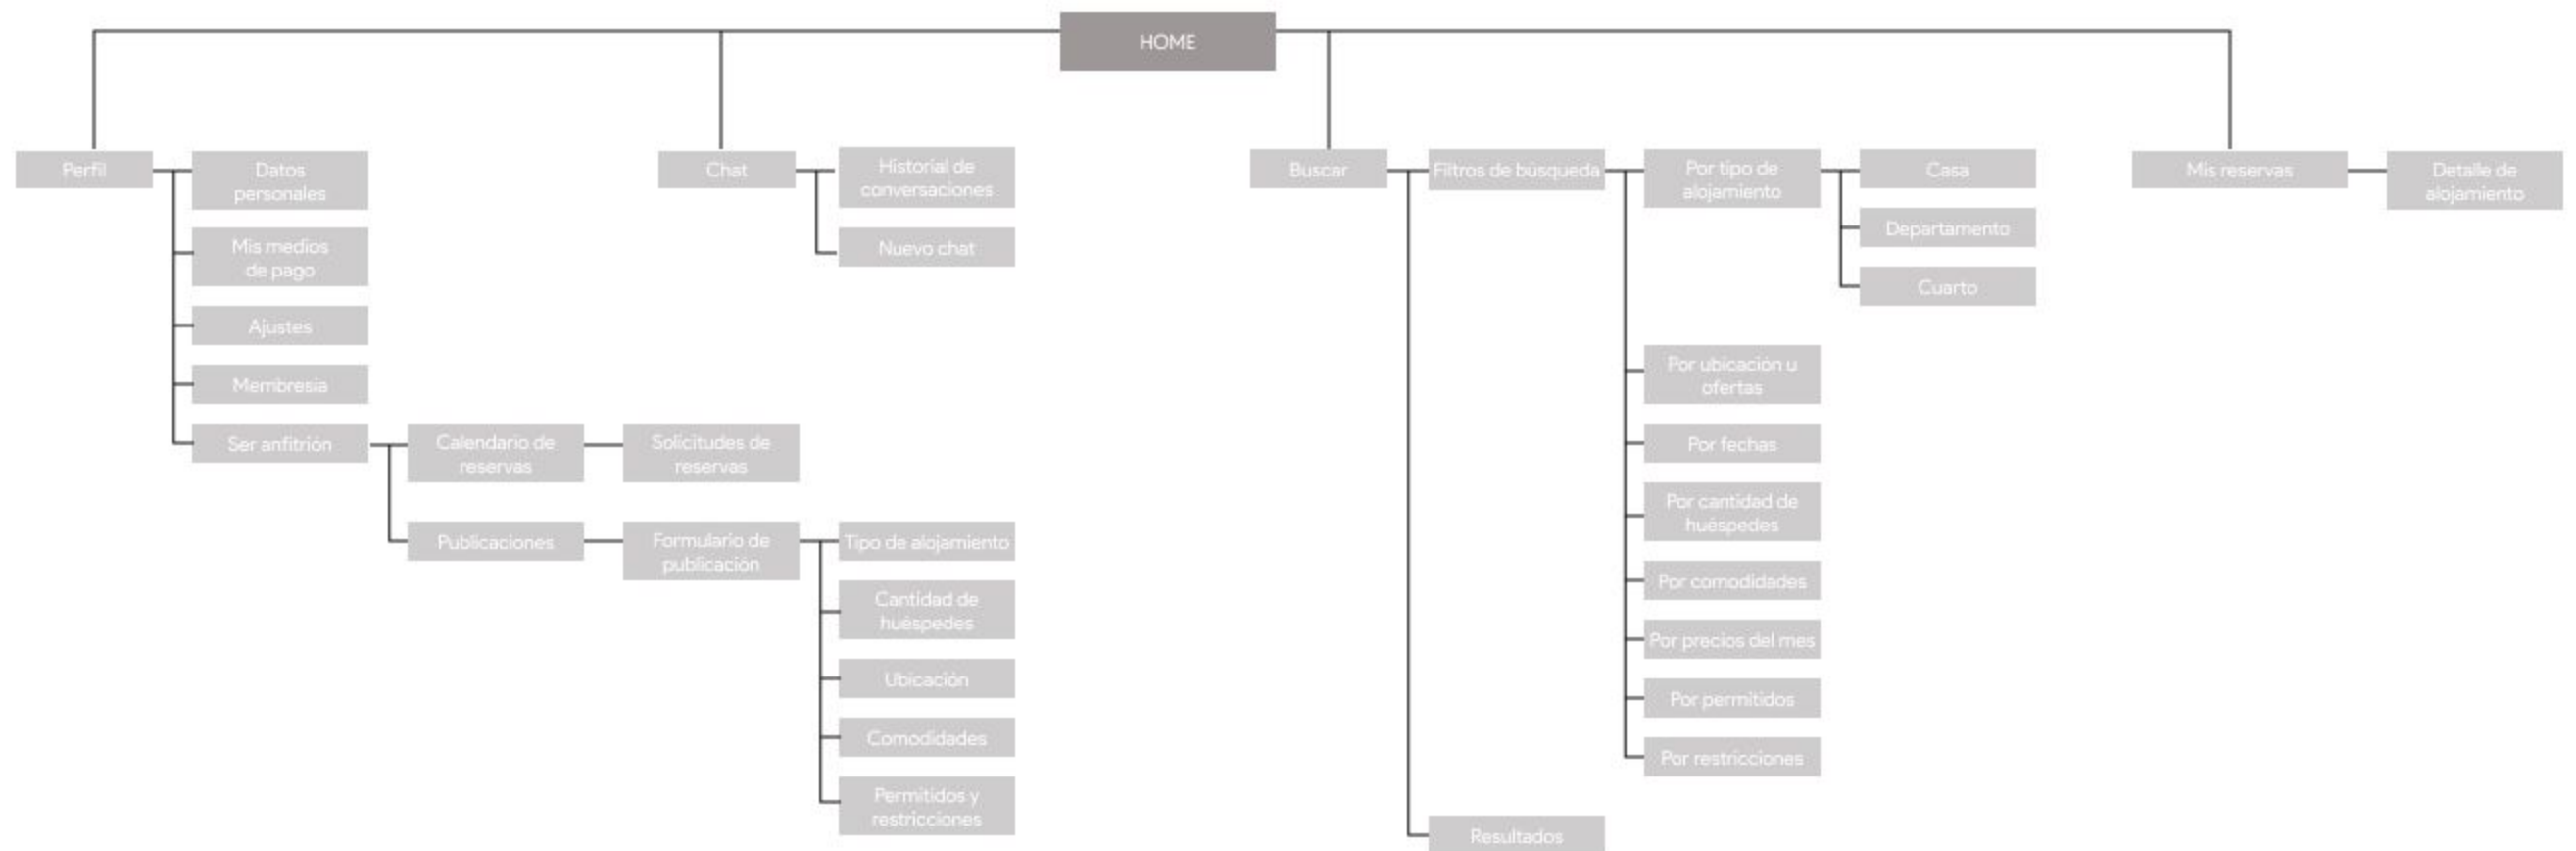 HOME
Perfil
Datos
personales
Mis medios
de pago
Ajustes
Membresía
Ser anfitrión
Calendario de
reservas
Solicitudes de
reservas
Publicaciones
Formulario de
publicación
Tipo de alojamiento
Cantidad de
huéspedes
Ubicación
Comodidades
Permitidos y
restricciones
Chat
Historial de
conversaciones
Nuevo chat
Buscar
Filtros de búsqueda
Por tipo de
alojamiento
Casa
Departamento
Cuarto
Por ubicación u
ofertas
Por fechas
Por cantidad de
huéspedes
Por comodidades
Por precios del mes
Por permitidos
Por restricciones
Resultados
Mis reservas
Detalle de
alojamiento